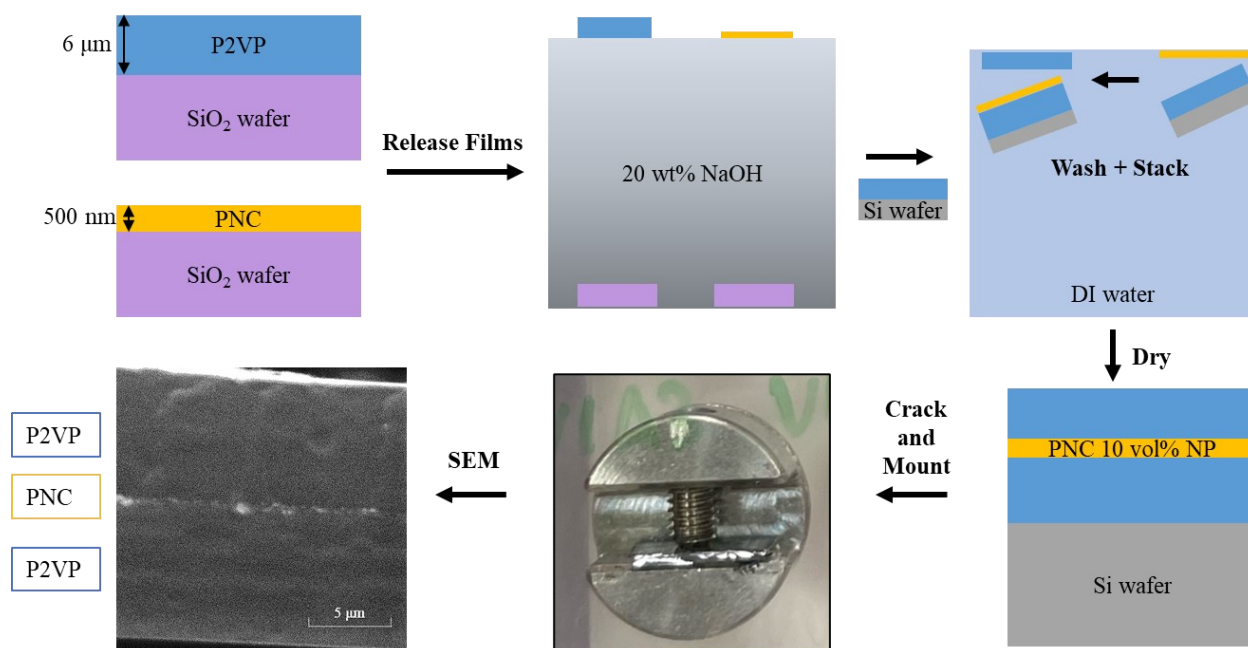 6 μm
P2VP
SiO₂ wafer
500 nm
PNC
SiO₂ wafer
Release Films
20 wt% NaOH
Si wafer
Wash + Stack
DI water
Dry
PNC 10 vol% NP
Si wafer
Crack
and
Mount
SEM
P2VP
PNC
P2VP
5 μm